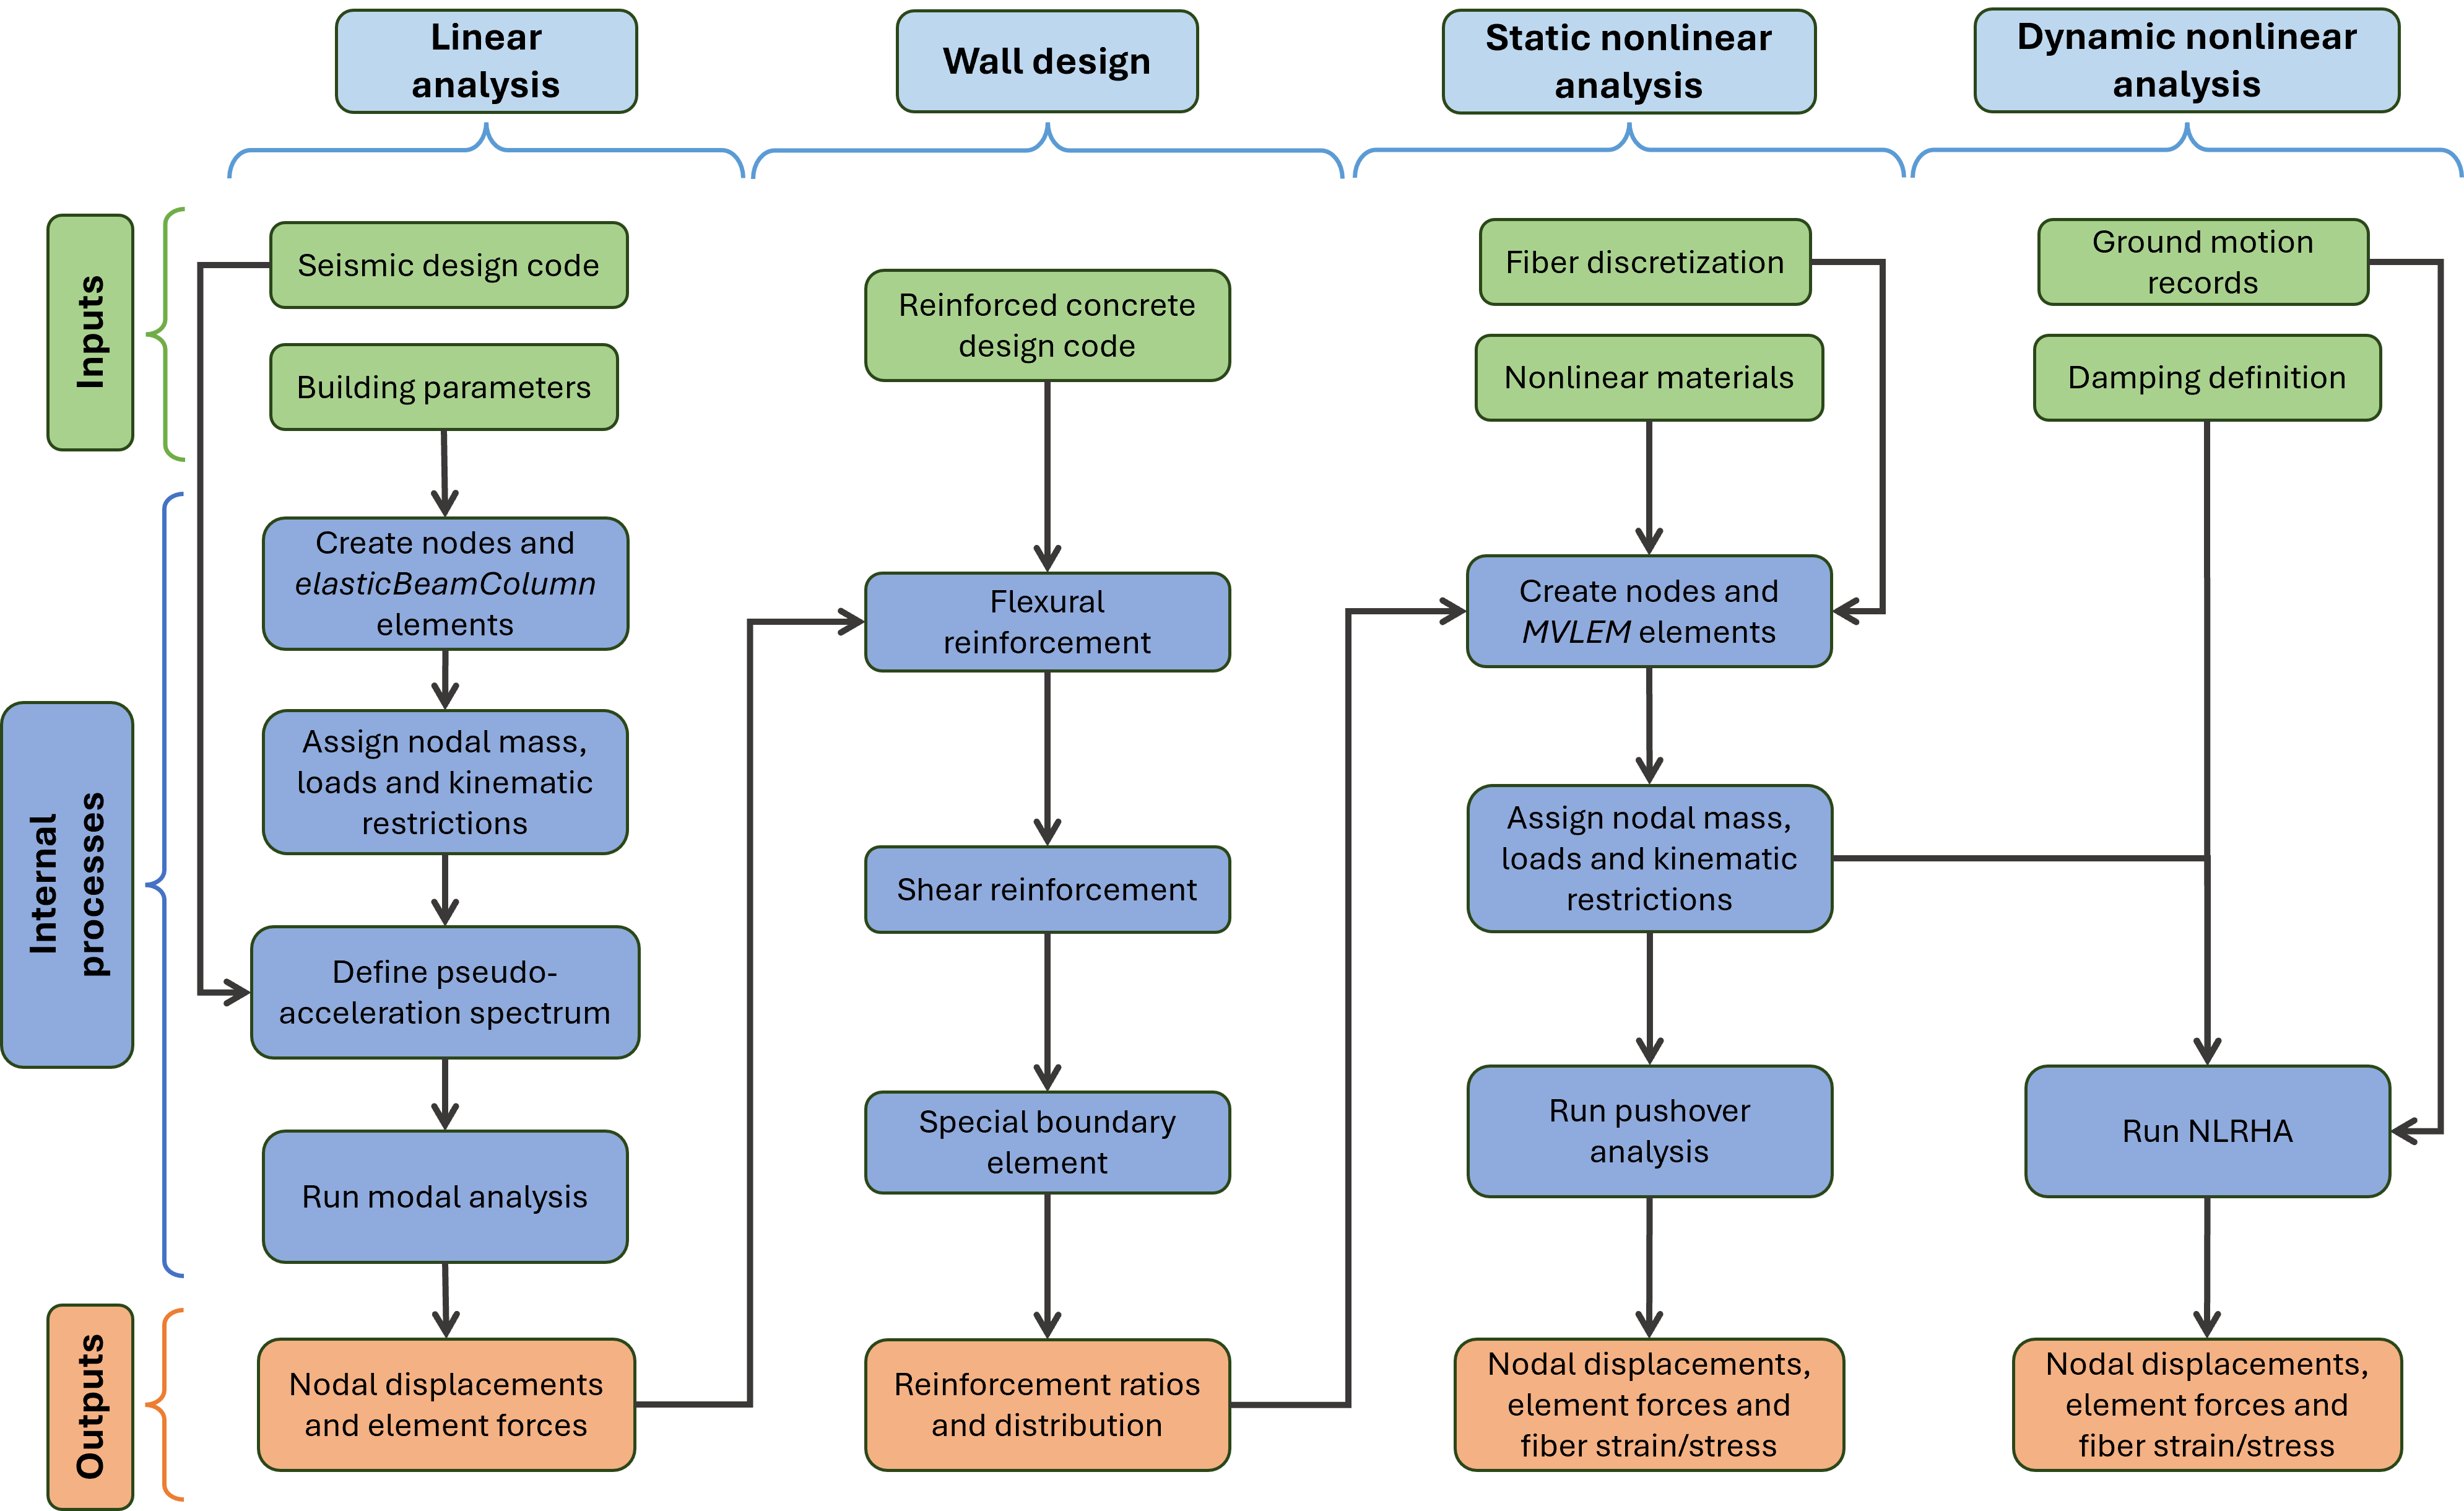 Linear
analysis
Wall design
Static nonlinear
analysis
Dynamic nonlinear
analysis
Inputs
Seismic design code
Building parameters
Reinforced concrete
design code
Fiber discretization
Nonlinear materials
Ground motion
records
Damping definition
Internal
processes
Create nodes and
elasticBeamColumn
elements
Assign nodal mass,
loads and kinematic
restrictions
Define pseudo-
acceleration spectrum
Run modal analysis
Flexural
reinforcement
Shear reinforcement
Special boundary
element
Create nodes and
MVLEM elements
Assign nodal mass,
loads and kinematic
restrictions
Run pushover
analysis
Run NLRHA
Outputs
Nodal displacements
and element forces
Reinforcement ratios
and distribution
Nodal displacements,
element forces and
fiber strain/stress
Nodal displacements,
element forces and
fiber strain/stress